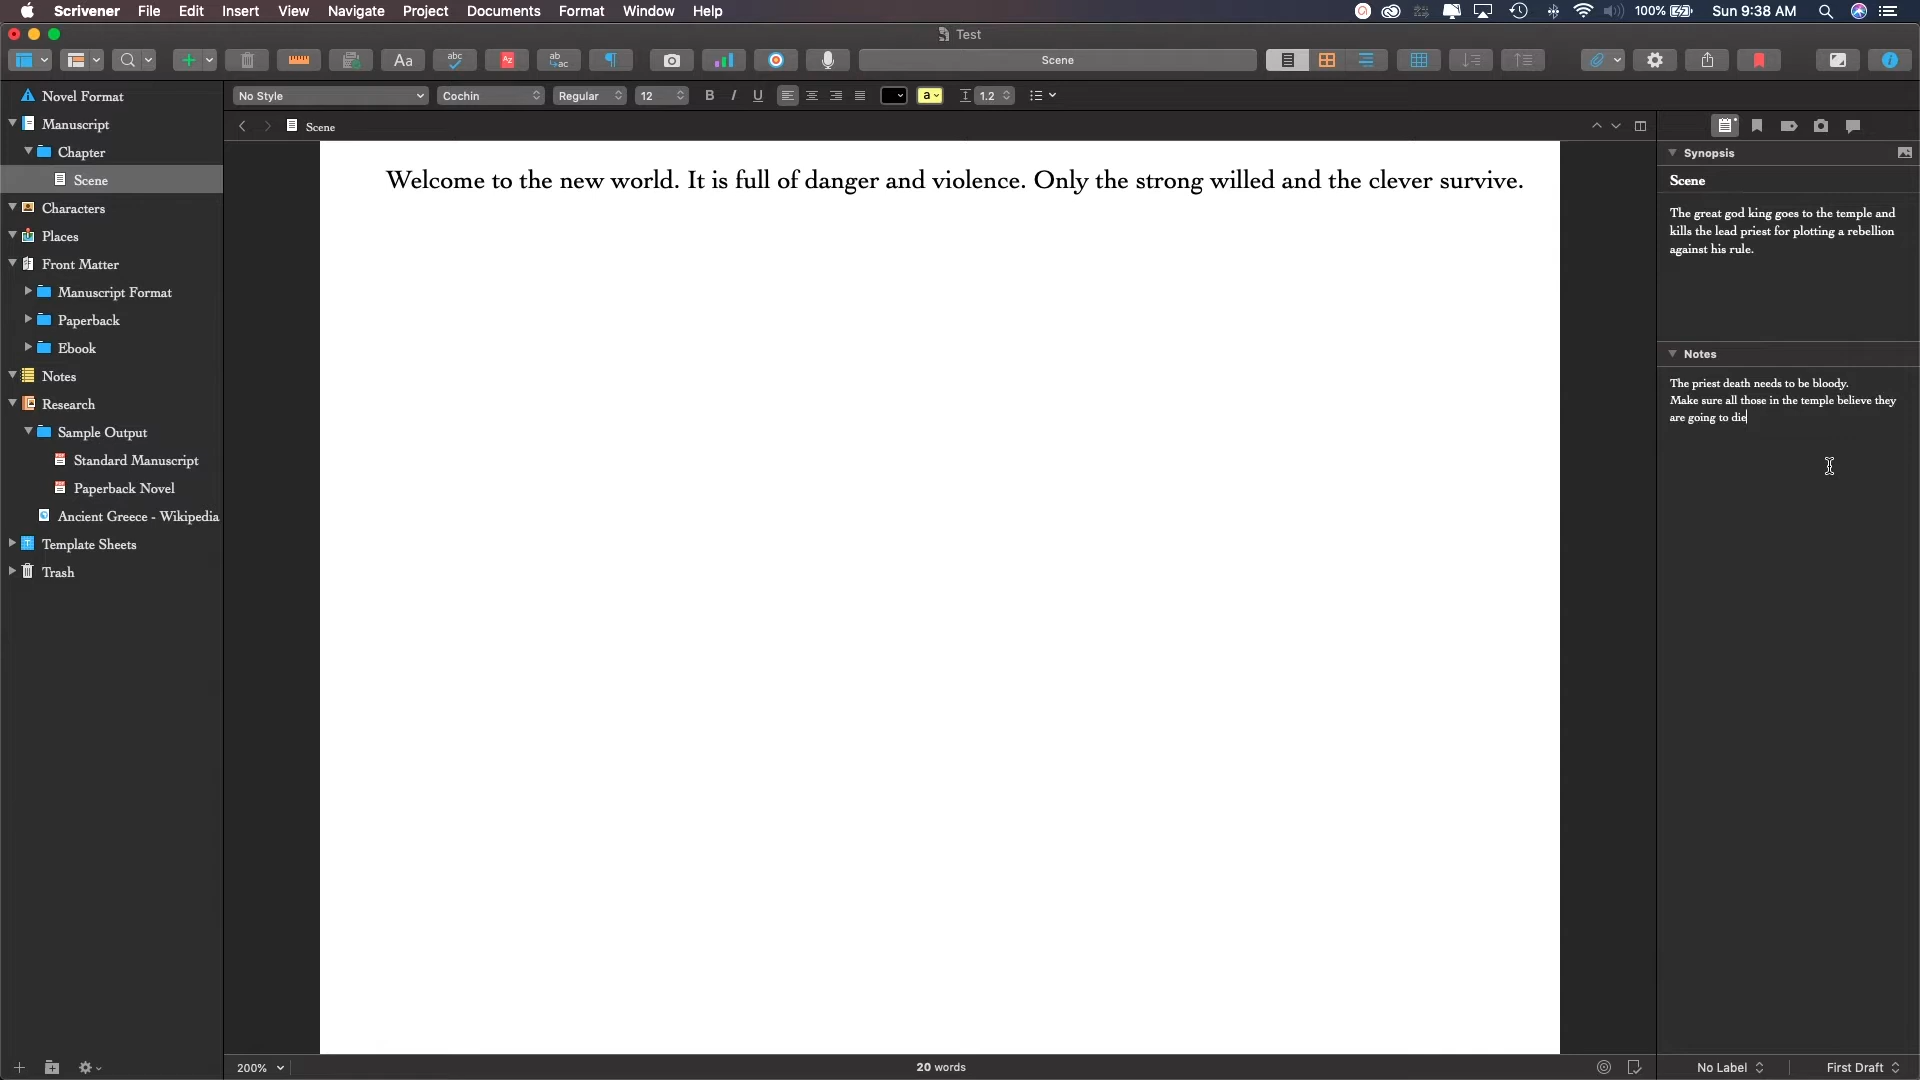 Scrivener File Edit Insert View Navigate Project Documents Format Window Help 100% Sun 9:38 AM
Test
Aa abc AZ ab ac Scene
No Style Cochin Regular 12 B I U a 1.2
Scene
Novel Format
Manuscript
Chapter
Scene
Characters
Places
Front Matter
Manuscript Format
Paperback
Ebook
Notes
Research
Sample Output
Standard Manuscript
Paperback Novel
Ancient Greece - Wikipedia
Template Sheets
Trash
Welcome to the new world. It is full of danger and violence. Only the strong willed and the clever survive.
Synopsis
Scene
The great god king goes to the temple and
kills the lead priest for plotting a rebellion
against his rule.
Notes
The priest death needs to be bloody.
Make sure all those in the temple believe they
are going to die
200% 20 words No Label First Draft